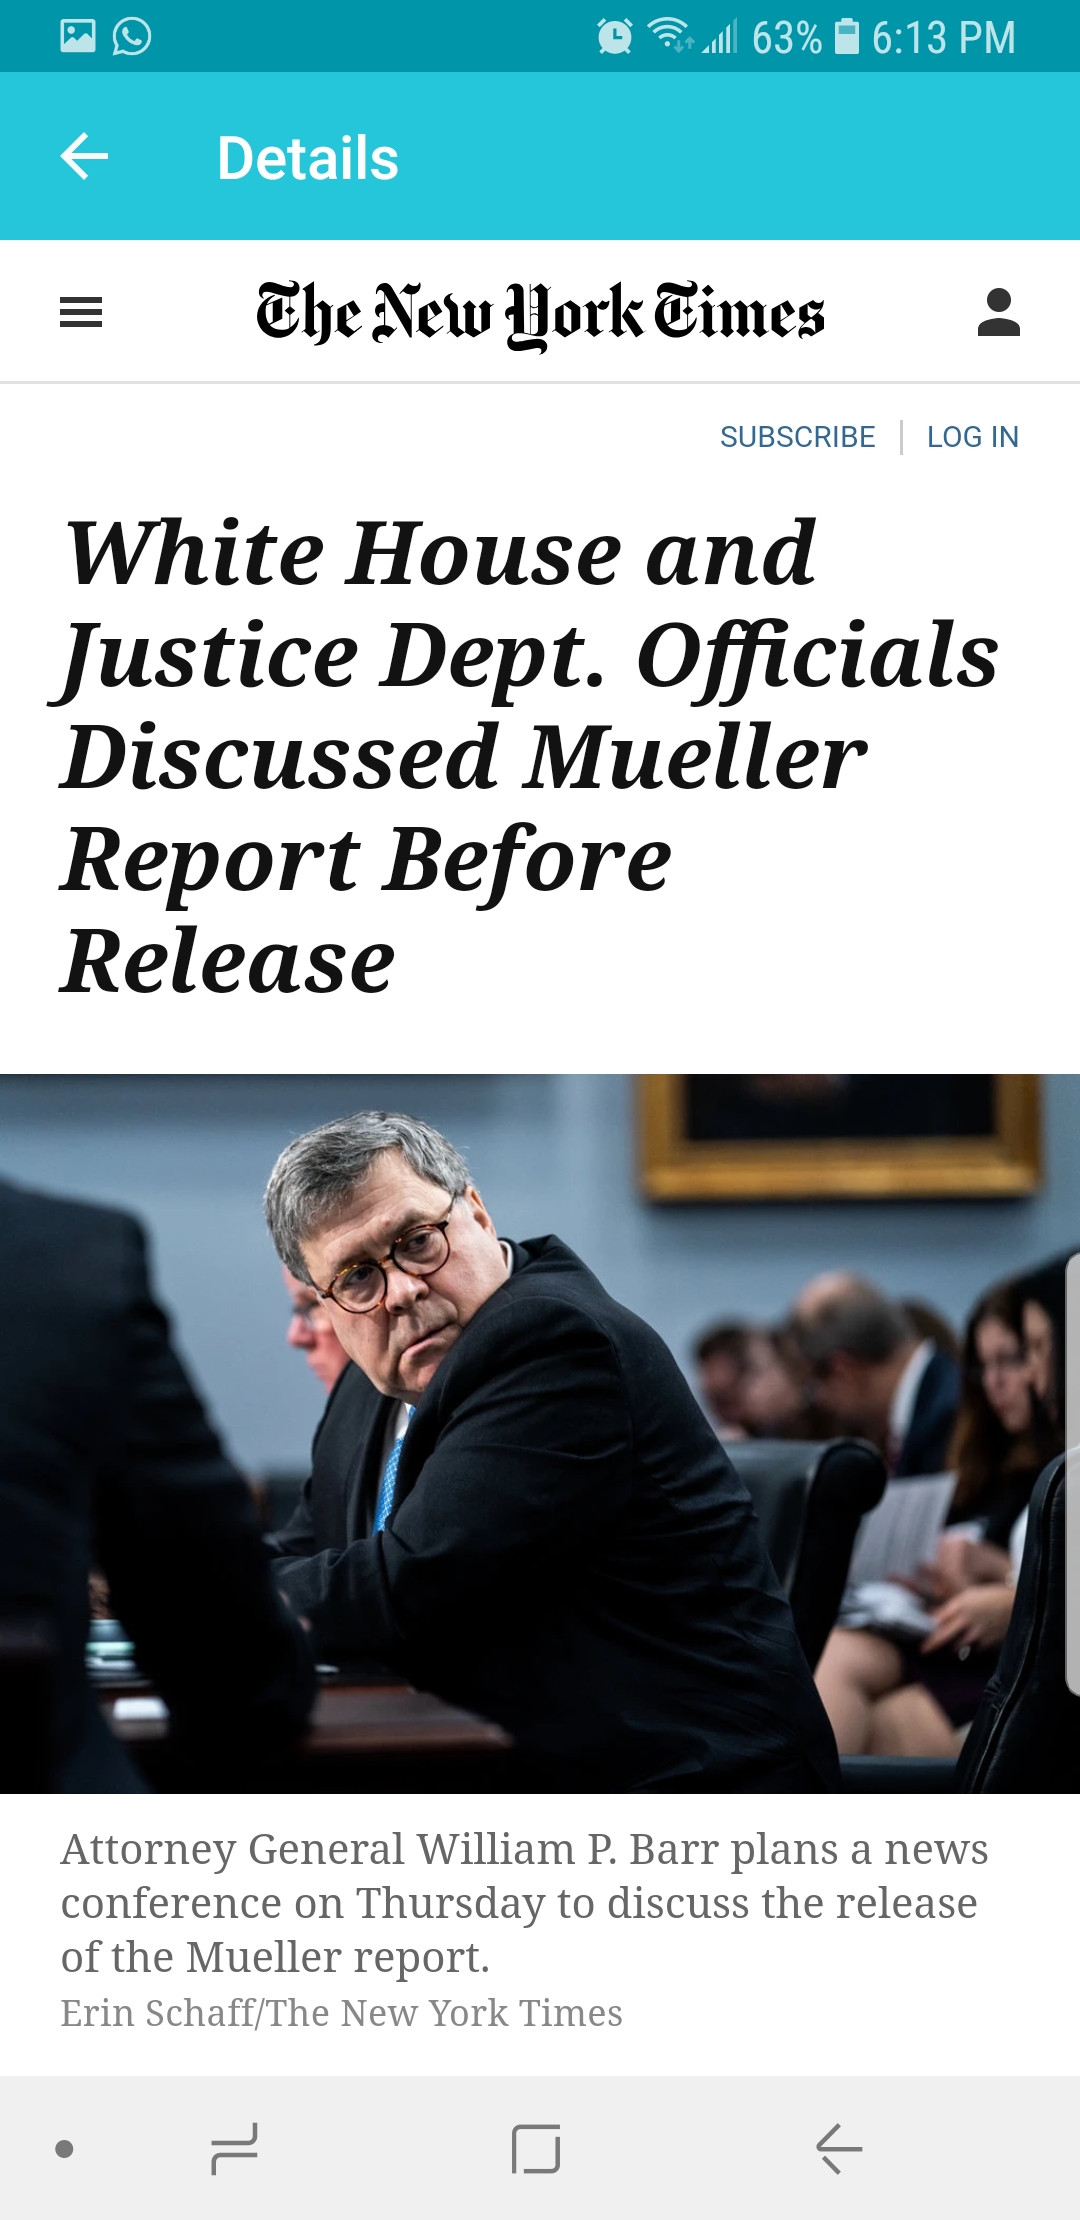 63% 6:13 PM
Details
The New York Times
SUBSCRIBE LOG IN
White House and
Justice Dept. Officials
Discussed Mueller
Report Before
Release
Attorney General William P. Barr plans a news
conference on Thursday to discuss the release
of the Mueller report.
Erin Schaff/The New York Times